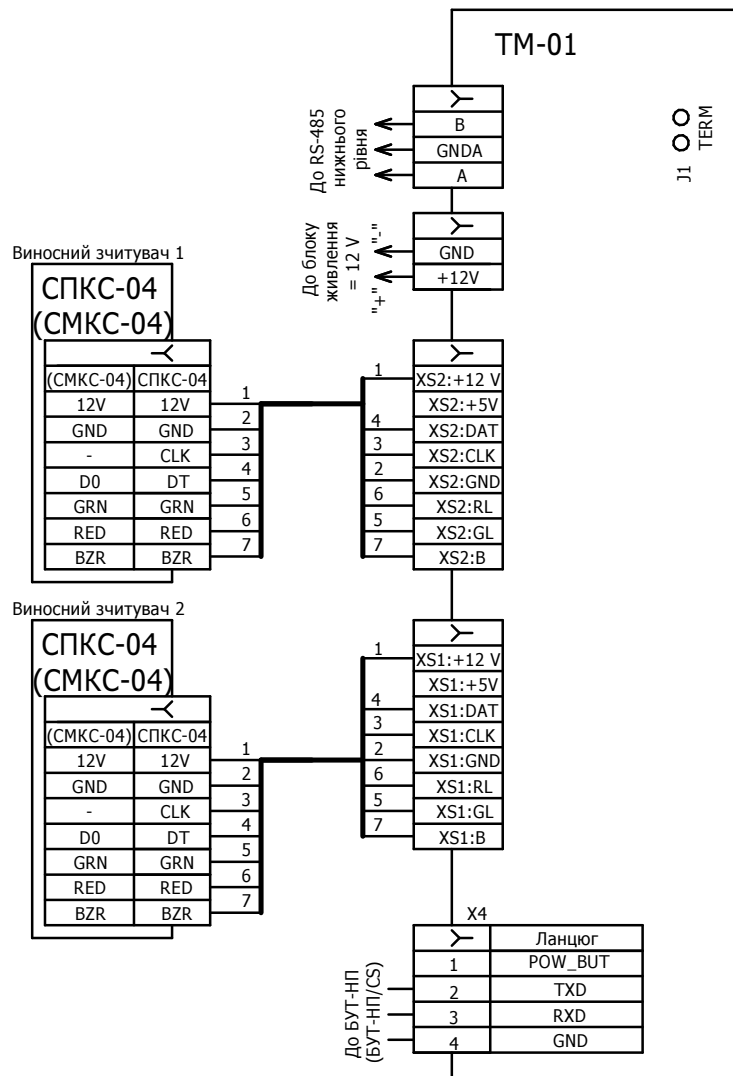 ТМ-01
До RS-485
нижнього
рівня
B
GNDA
A
J1
TERM
До блоку
живлення
= 12 V
"-"
"+"
GND
+12V
Виносний зчитувач 1
СПКС-04
(СМКС-04)
(СМКС-04) СПКС-04
12V 12V 1
GND GND 2
- CLK 3
D0 DT 4
GRN GRN 5
RED RED 6
BZR BZR 7
1 XS2:+12 V
XS2:+5V
4 XS2:DAT
3 XS2:CLK
2 XS2:GND
6 XS2:RL
5 XS2:GL
7 XS2:B
Виносний зчитувач 2
СПКС-04
(СМКС-04)
(СМКС-04) СПКС-04
12V 12V 1
GND GND 2
- CLK 3
D0 DT 4
GRN GRN 5
RED RED 6
BZR BZR 7
1 XS1:+12 V
XS1:+5V
4 XS1:DAT
3 XS1:CLK
2 XS1:GND
6 XS1:RL
5 XS1:GL
7 XS1:B
X4
Ланцюг
1 POW_BUT
2 TXD
3 RXD
4 GND
До БУТ-НП
(БУТ-НП/CS)